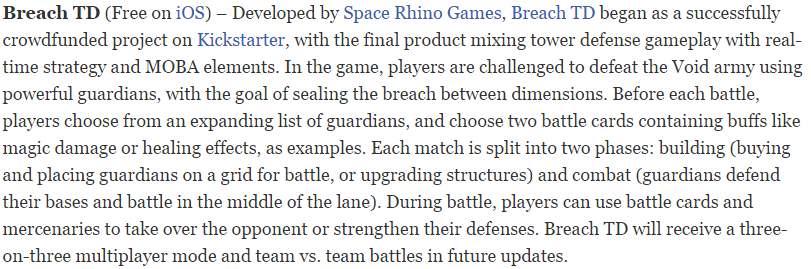 Breach TD (Free on iOS) – Developed by Space Rhino Games, Breach TD began as a successfully
crowdfunded project on Kickstarter, with the final product mixing tower defense gameplay with real-
time strategy and MOBA elements. In the game, players are challenged to defeat the Void army using
powerful guardians, with the goal of sealing the breach between dimensions. Before each battle,
players choose from an expanding list of guardians, and choose two battle cards containing buffs like
magic damage or healing effects, as examples. Each match is split into two phases: building (buying
and placing guardians on a grid for battle, or upgrading structures) and combat (guardians defend
their bases and battle in the middle of the lane). During battle, players can use battle cards and
mercenaries to take over the opponent or strengthen their defenses. Breach TD will receive a three-
on-three multiplayer mode and team vs. team battles in future updates.